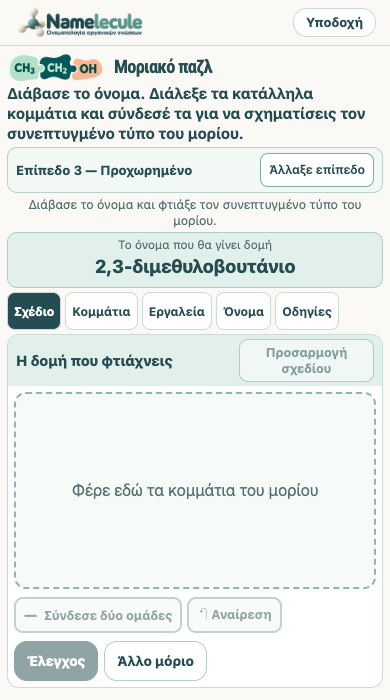 Namelecule
Ονοματολογία οργανικών ενώσεων
Υποδοχή
CH₃ CH₂ OH Μοριακό παζλ
Διάβασε το όνομα. Διάλεξε τα κατάλληλα
κομμάτια και σύνδεσέ τα για να σχηματίσεις τον
συνεπτυγμένο τύπο του μορίου.
Επίπεδο 3 — Προχωρημένο
Άλλαξε επίπεδο
Διάβασε το όνομα και φτιάξε τον συνεπτυγμένο τύπο του
μορίου.
Το όνομα που θα γίνει δομή
2,3-διμεθυλοβουτάνιο
Σχέδιο Κομμάτια Εργαλεία Όνομα Οδηγίες
Η δομή που φτιάχνεις
Προσαρμογή
σχεδίου
Φέρε εδώ τα κομμάτια του μορίου
— Σύνδεσε δύο ομάδες
Αναίρεση
Έλεγχος Άλλο μόριο